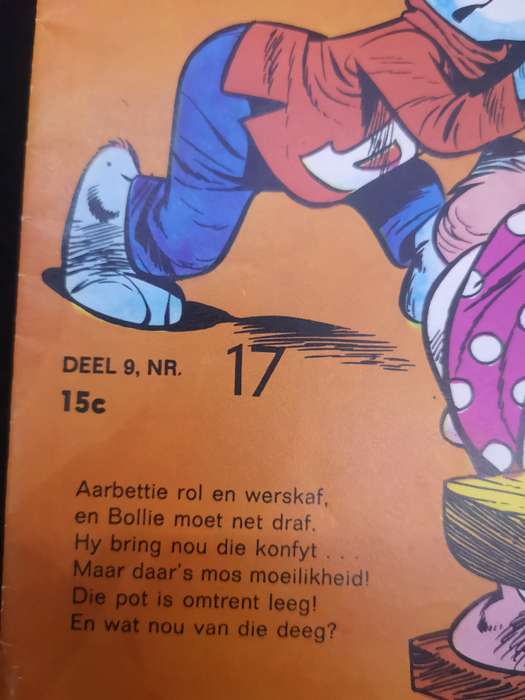 DEEL 9, NR. 17
15c
Aarbettie rol en werskaf,
en Bollie moet net draf.
Hy bring nou die konfyt . . .
Maar daar's mos moeilikheid!
Die pot is omtrent leeg!
En wat nou van die deeg?